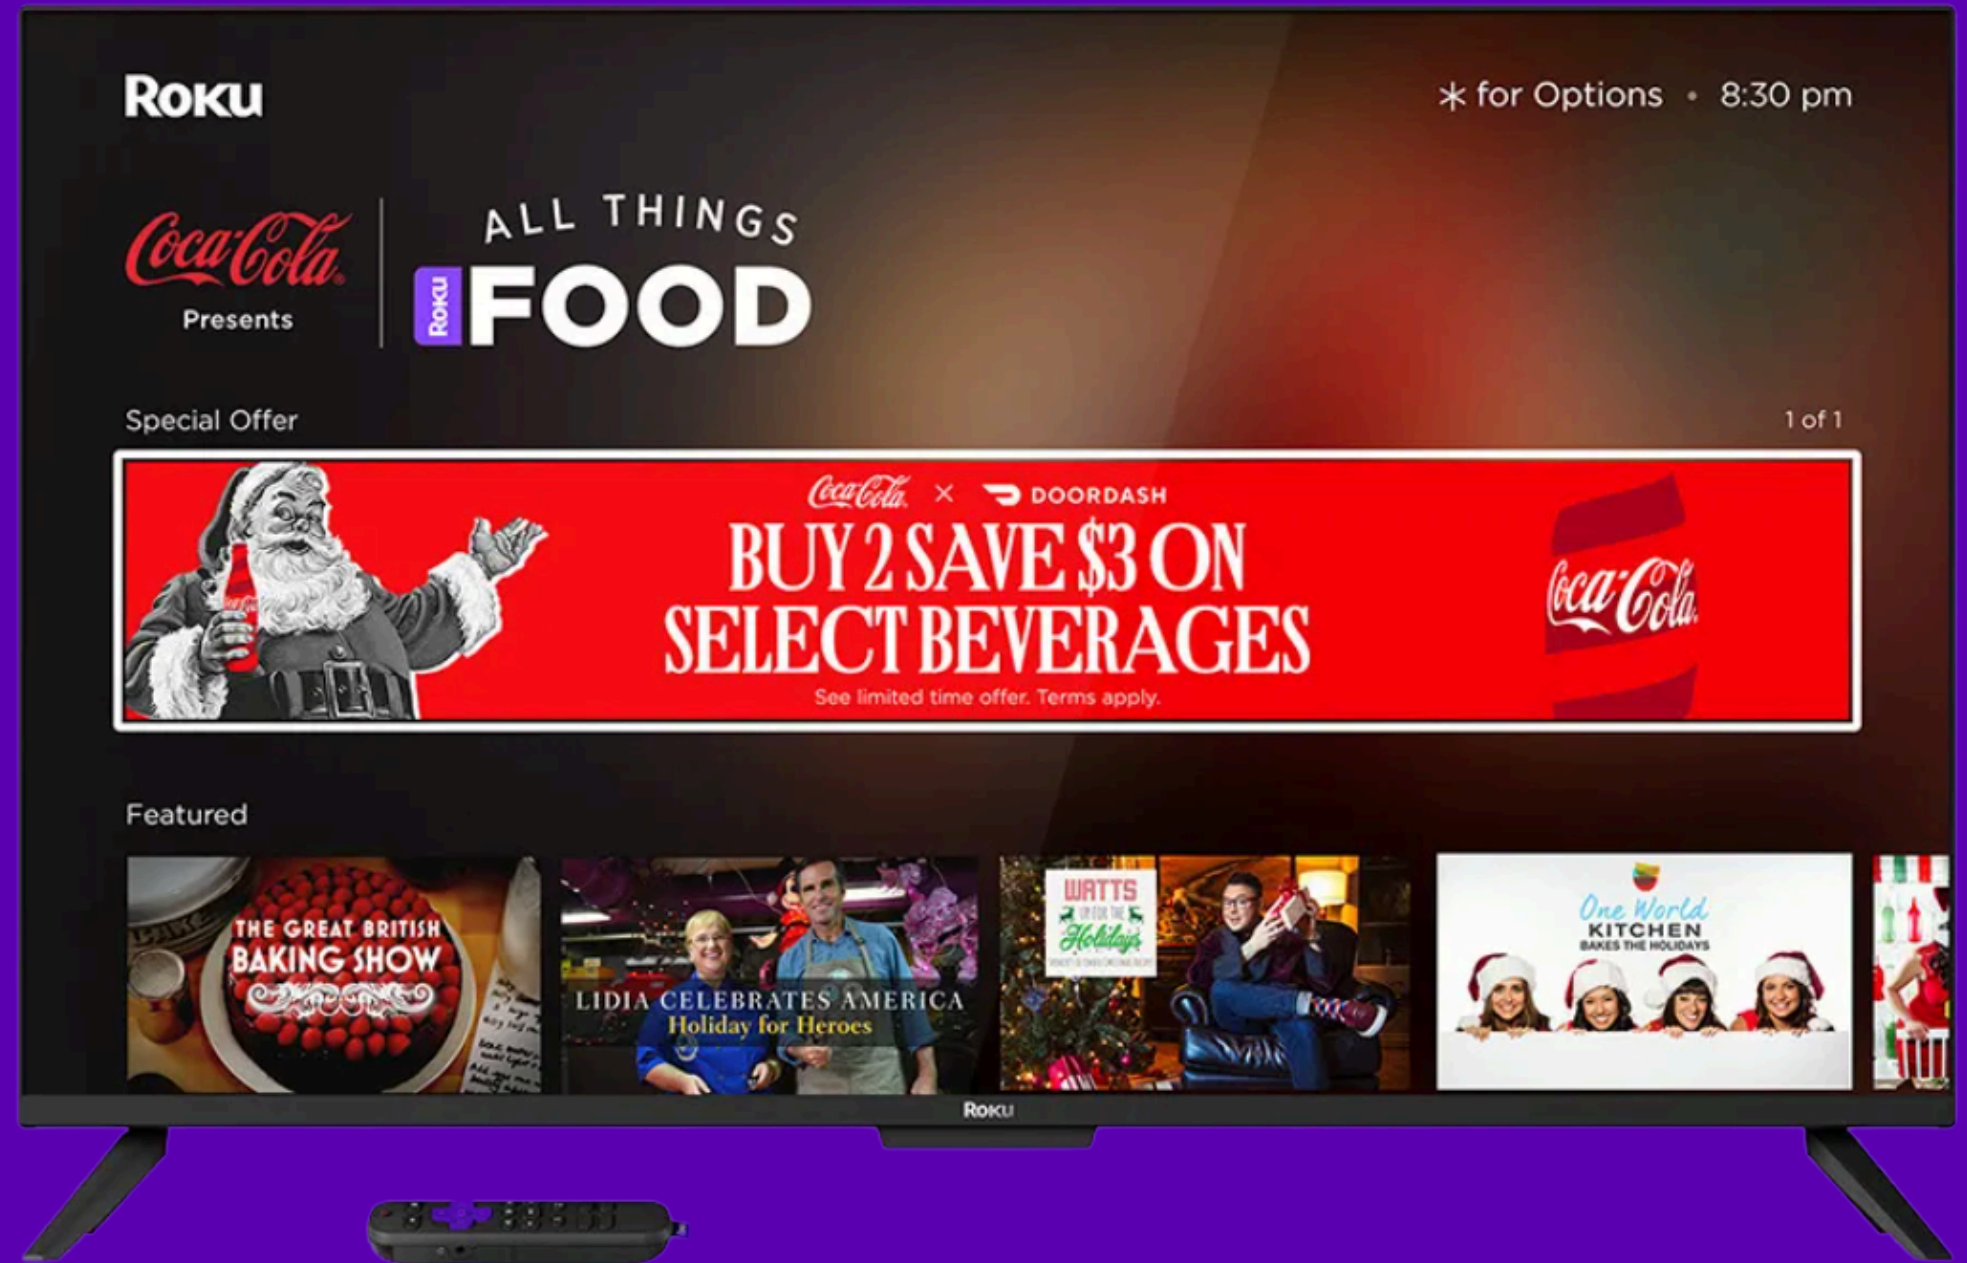 Roku
* for Options • 8:30 pm
Coca-Cola
Presents
ALL THINGS
Roku
FOOD
Special Offer
1 of 1
Coca-Cola × DOORDASH
BUY 2 SAVE $3 ON
SELECT BEVERAGES
See limited time offer. Terms apply.
Coca-Cola
Featured
THE GREAT BRITISH
BAKING SHOW
LIDIA CELEBRATES AMERICA
Holiday for Heroes
WATTS
UP FOR THE
Holidays
One World
KITCHEN
BAKES THE HOLIDAYS
Roku